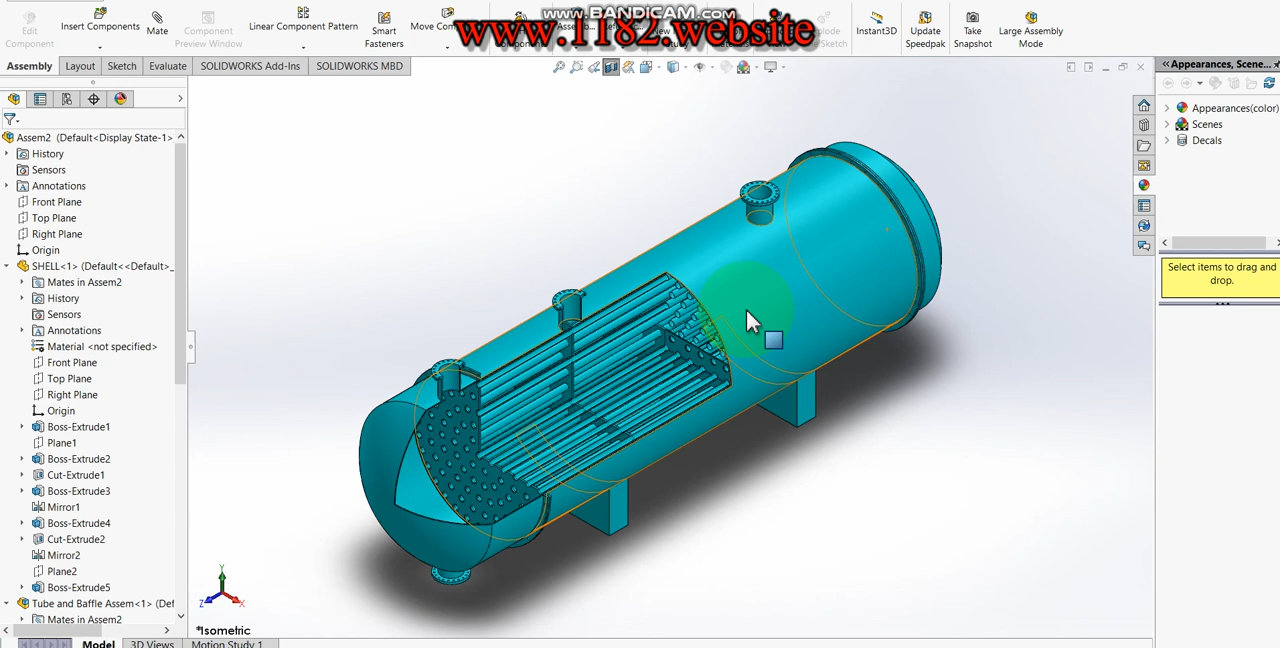 www.BANDICAM.com
www.1182.website
Edit Component
Insert Components
Mate
Component Preview Window
Linear Component Pattern
Smart Fasteners
Move Com
Instant3D
Update Speedpak
Take Snapshot
Large Assembly Mode
Assembly Layout Sketch Evaluate SOLIDWORKS Add-Ins SOLIDWORKS MBD
Assem2 (Default<Display State-1>
History
Sensors
Annotations
Front Plane
Top Plane
Right Plane
Origin
SHELL<1> (Default<<Default>_
Mates in Assem2
History
Sensors
Annotations
Material <not specified>
Front Plane
Top Plane
Right Plane
Origin
Boss-Extrude1
Plane1
Boss-Extrude2
Cut-Extrude1
Boss-Extrude3
Mirror1
Boss-Extrude4
Cut-Extrude2
Mirror2
Plane2
Boss-Extrude5
Tube and Baffle Assem<1> (Def
Mates in Assem2
Y
Z
X
*Isometric
Model 3D Views Motion Study 1
Appearances, Scene...
Appearances(color)
Scenes
Decals
Select items to drag and drop.